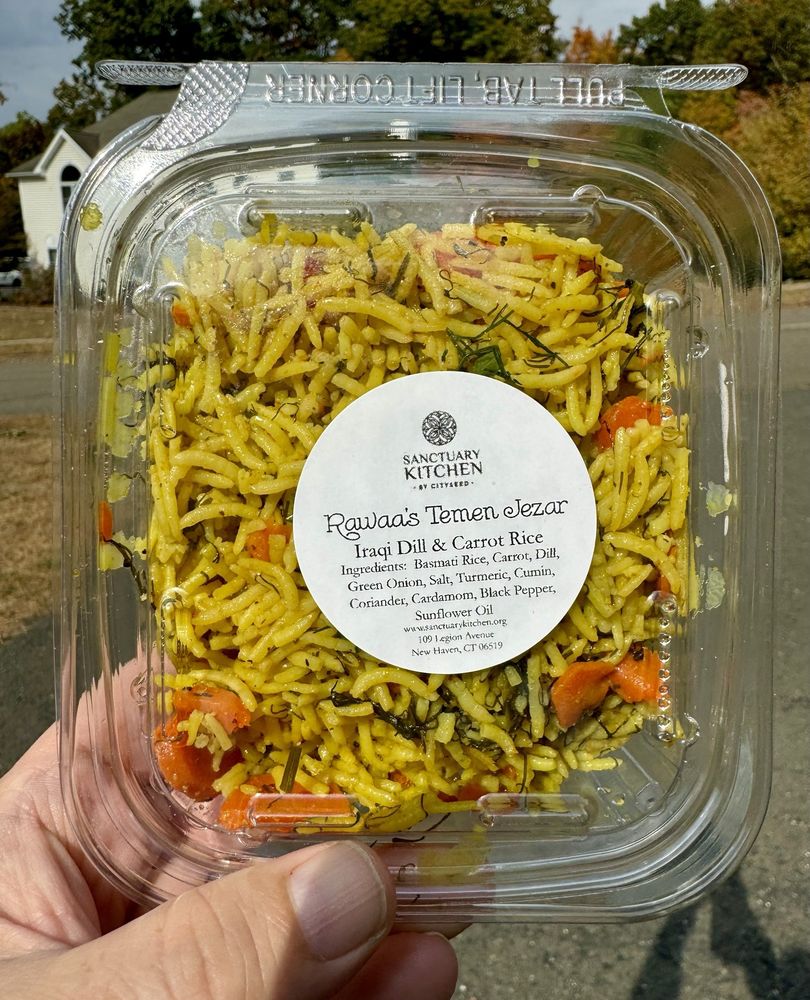 PULL TAB, LIFT CORNER
SANCTUARY
KITCHEN
· BY CITYSEED ·
Rawaa's Temen Jezar
Iraqi Dill & Carrot Rice
Ingredients: Basmati Rice, Carrot, Dill,
Green Onion, Salt, Turmeric, Cumin,
Coriander, Cardamom, Black Pepper,
Sunflower Oil
www.sanctuarykitchen.org
109 Legion Avenue
New Haven, CT 06519